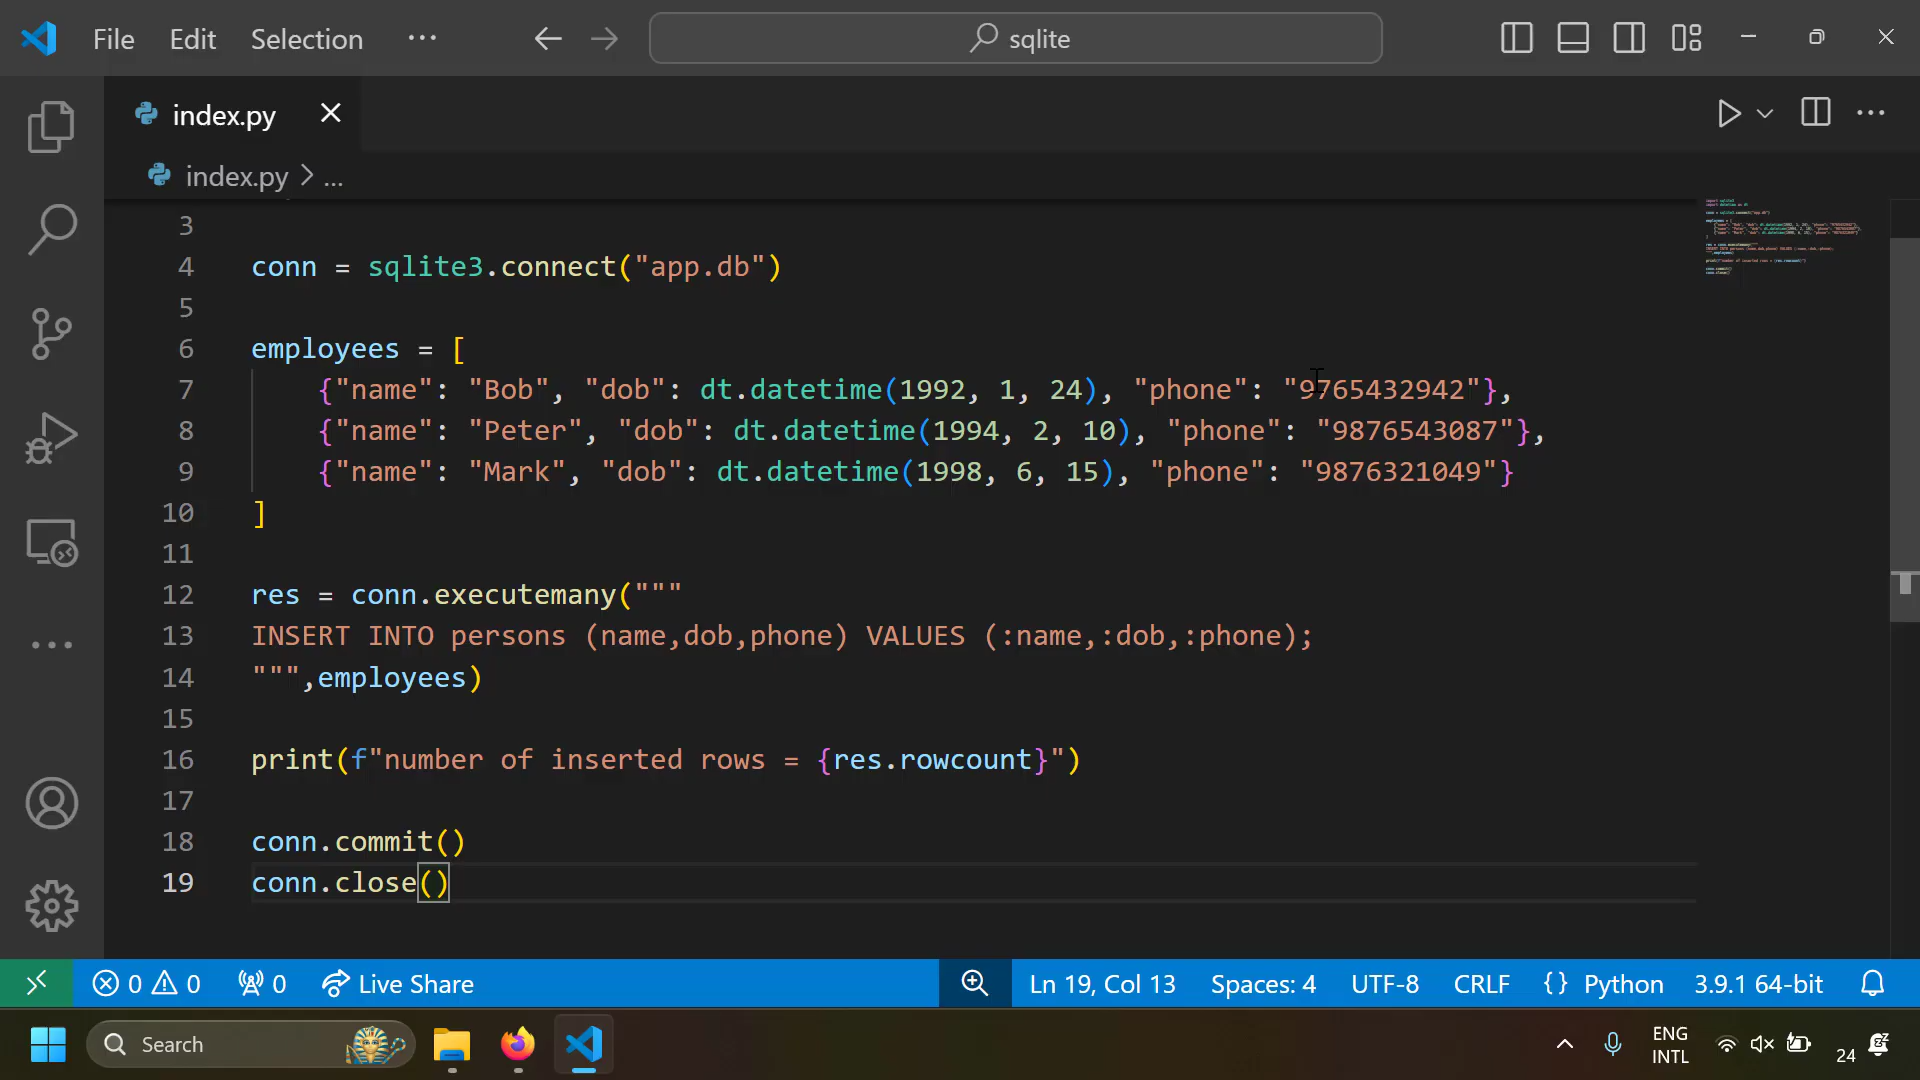 File Edit Selection ··· sqlite
index.py
index.py > ...
3
4 conn = sqlite3.connect("app.db")
5
6 employees = [
7 {"name": "Bob", "dob": dt.datetime(1992, 1, 24), "phone": "9765432942"},
8 {"name": "Peter", "dob": dt.datetime(1994, 2, 10), "phone": "9876543087"},
9 {"name": "Mark", "dob": dt.datetime(1998, 6, 15), "phone": "9876321049"}
10 ]
11
12 res = conn.executemany("""
13 INSERT INTO persons (name,dob,phone) VALUES (:name,:dob,:phone);
14 """,employees)
15
16 print(f"number of inserted rows = {res.rowcount}")
17
18 conn.commit()
19 conn.close()
0 0 0 Live Share Ln 19, Col 13 Spaces: 4 UTF-8 CRLF {} Python 3.9.1 64-bit
Search ENG INTL 24